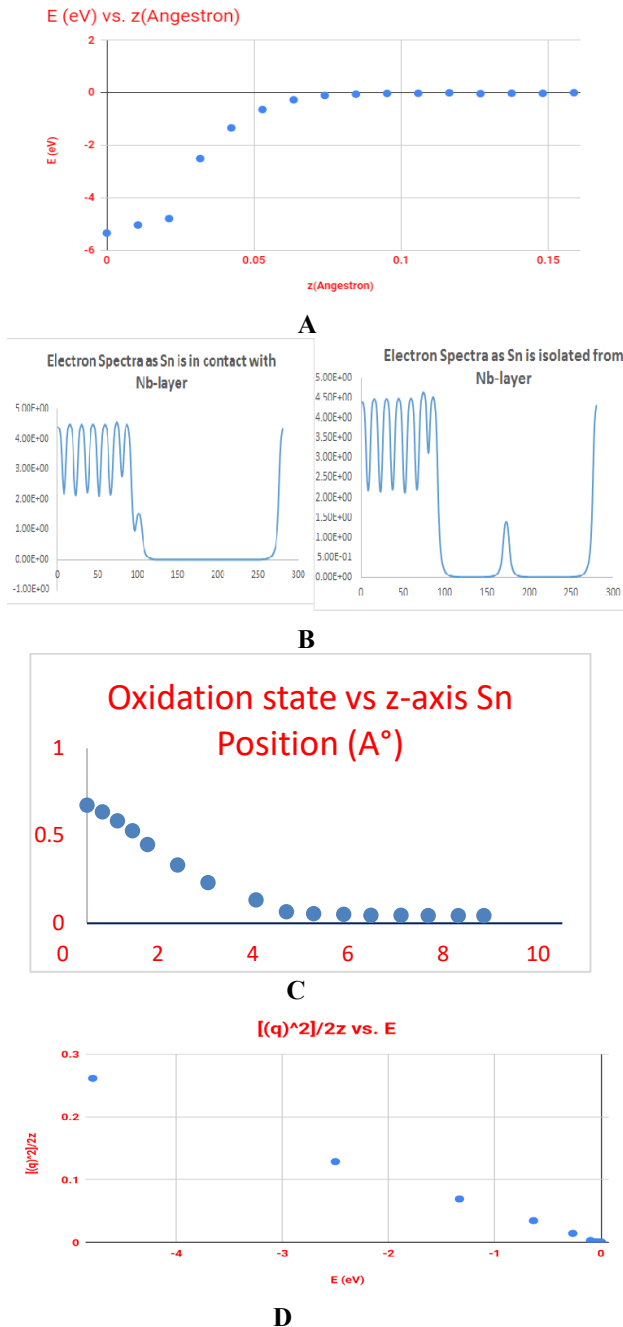 E (eV) vs. z(Angestron)
2
0
-2
-4
-6
E (eV)
0
0.05
0.1
0.15
z(Angestron)
A
Electron Spectra as Sn is in contact with
Nb-layer
5.00E+00
4.00E+00
3.00E+00
2.00E+00
1.00E+00
0.00E+00
-1.00E+00
0 50 100 150 200 250 300
Electron Spectra as Sn is isolated from
Nb-layer
5.00E+00
4.50E+00
4.00E+00
3.50E+00
3.00E+00
2.50E+00
2.00E+00
1.50E+00
1.00E+00
5.00E-01
0.00E+00
0 50 100 150 200 250 300
B
Oxidation state vs z-axis Sn
Position (A°)
1
0.5
0
0 2 4 6 8 10
C
[(q)^2]/2z vs. E
0.3
0.2
0.1
0
[(q)^2]/2z
-4 -3 -2 -1 0
E (eV)
D